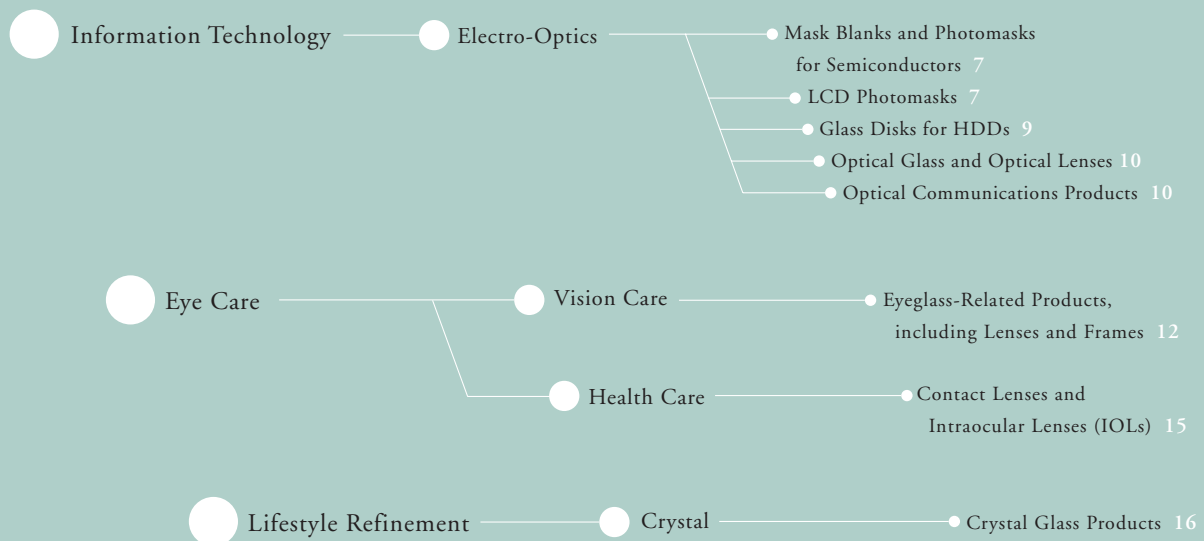 Information Technology
Electro-Optics
Mask Blanks and Photomasks
for Semiconductors 7
LCD Photomasks 7
Glass Disks for HDDs 9
Optical Glass and Optical Lenses 10
Optical Communications Products 10
Eye Care
Vision Care
Eyeglass-Related Products,
including Lenses and Frames 12
Health Care
Contact Lenses and
Intraocular Lenses (IOLs) 15
Lifestyle Refinement
Crystal
Crystal Glass Products 16